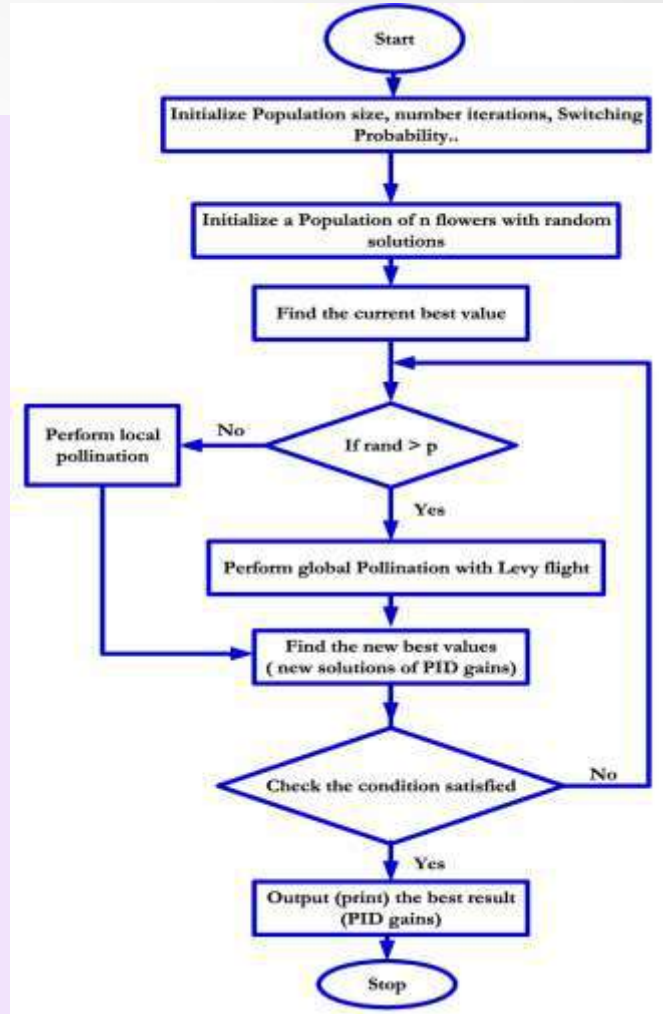 Start
Initialize Population size, number iterations, Switching
Probability..
Initialize a Population of n flowers with random
solutions
Find the current best value
If rand > p
No
Perform local
pollination
Yes
Perform global Pollination with Levy flight
Find the new best values
( new solutions of PID gains)
Check the condition satisfied
No
Yes
Output (print) the best result
(PID gains)
Stop